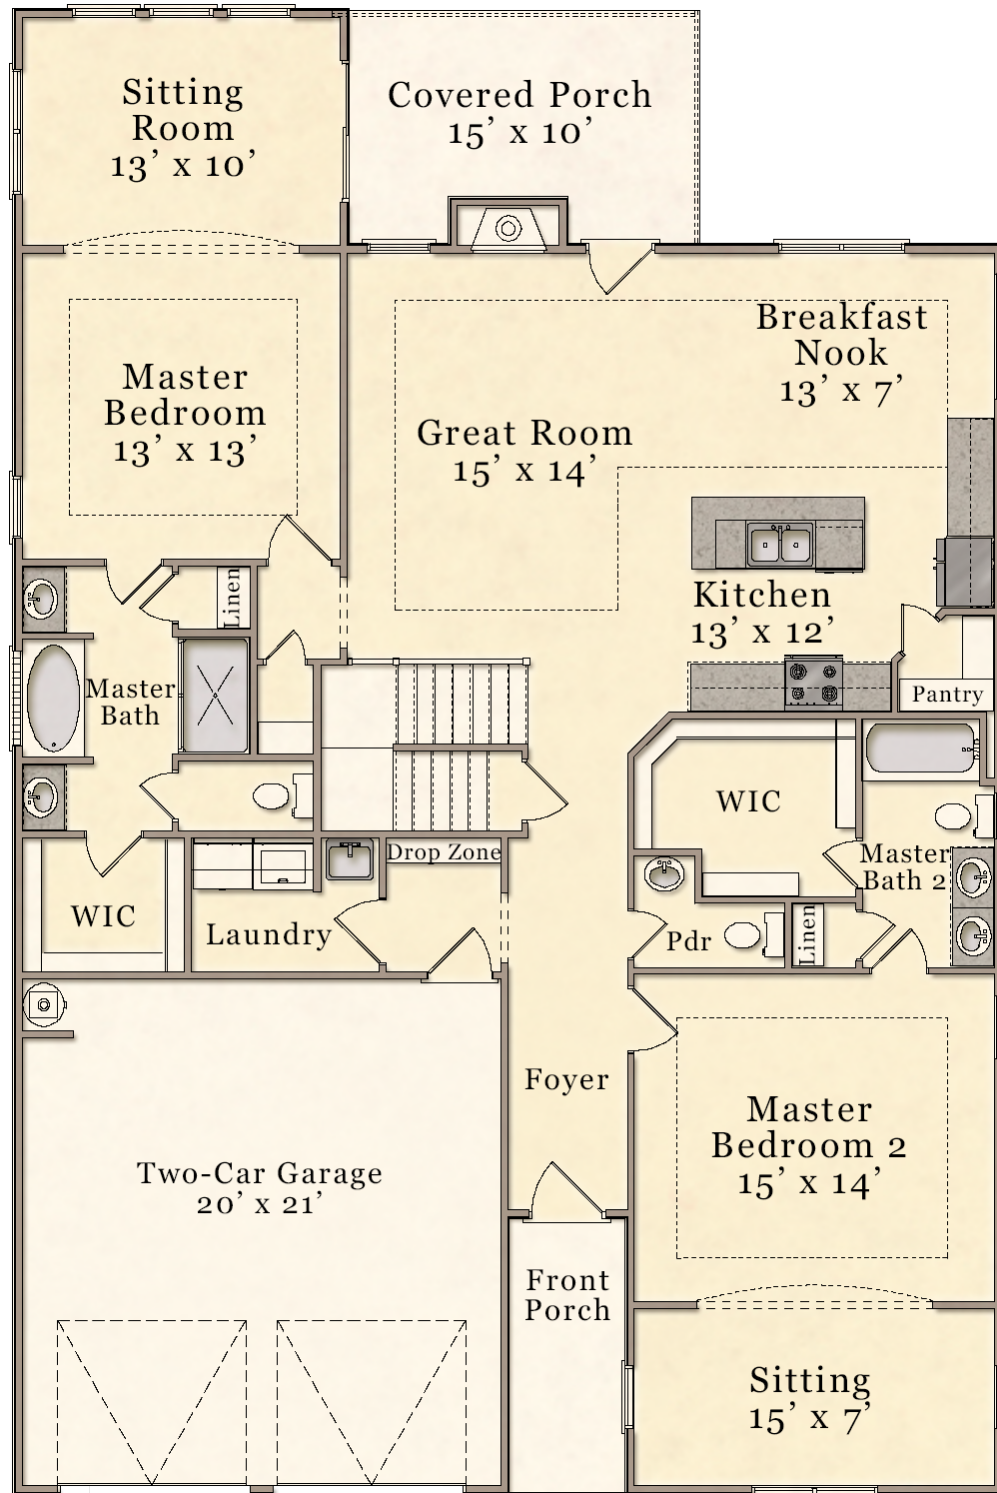 Sitting
Room
13’ x 10’
Covered Porch
15’ x 10’
Master
Bedroom
13’ x 13’
Great Room
15’ x 14’
Breakfast
Nook
13’ x 7’
Kitchen
13’ x 12’
Pantry
Linen
Master
Bath
WIC
Laundry
Drop Zone
WIC
Master
Bath 2
Pdr
Linen
Foyer
Two-Car Garage
20’ x 21’
Master
Bedroom 2
15’ x 14’
Front
Porch
Sitting
15’ x 7’